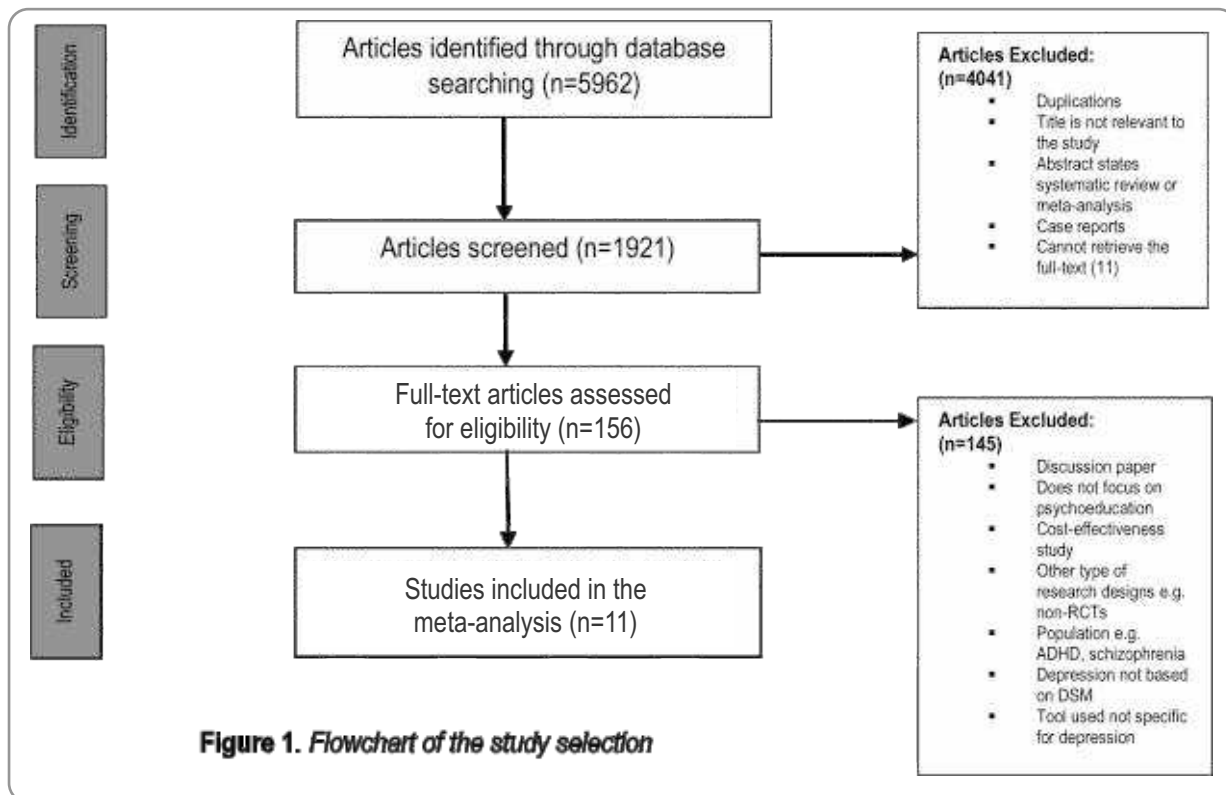 Identification
Articles identified through database
searching (n=5962)
Articles Excluded:
(n=4041)
▪ Duplications
▪ Title is not relevant to
the study
▪ Abstract states
systematic review or
meta-analysis
▪ Case reports
▪ Cannot retrieve the
full-text (11)
Screening
Articles screened (n=1921)
Eligibility
Full-text articles assessed
for eligibility (n=156)
Articles Excluded:
(n=145)
▪ Discussion paper
▪ Does not focus on
psychoeducation
▪ Cost-effectiveness
study
▪ Other type of
research designs e.g.
non-RCTs
▪ Population e.g.
ADHD, schizophrenia
▪ Depression not based
on DSM
▪ Tool used not specific
for depression
Included
Studies included in the
meta-analysis (n=11)
Figure 1. Flowchart of the study selection